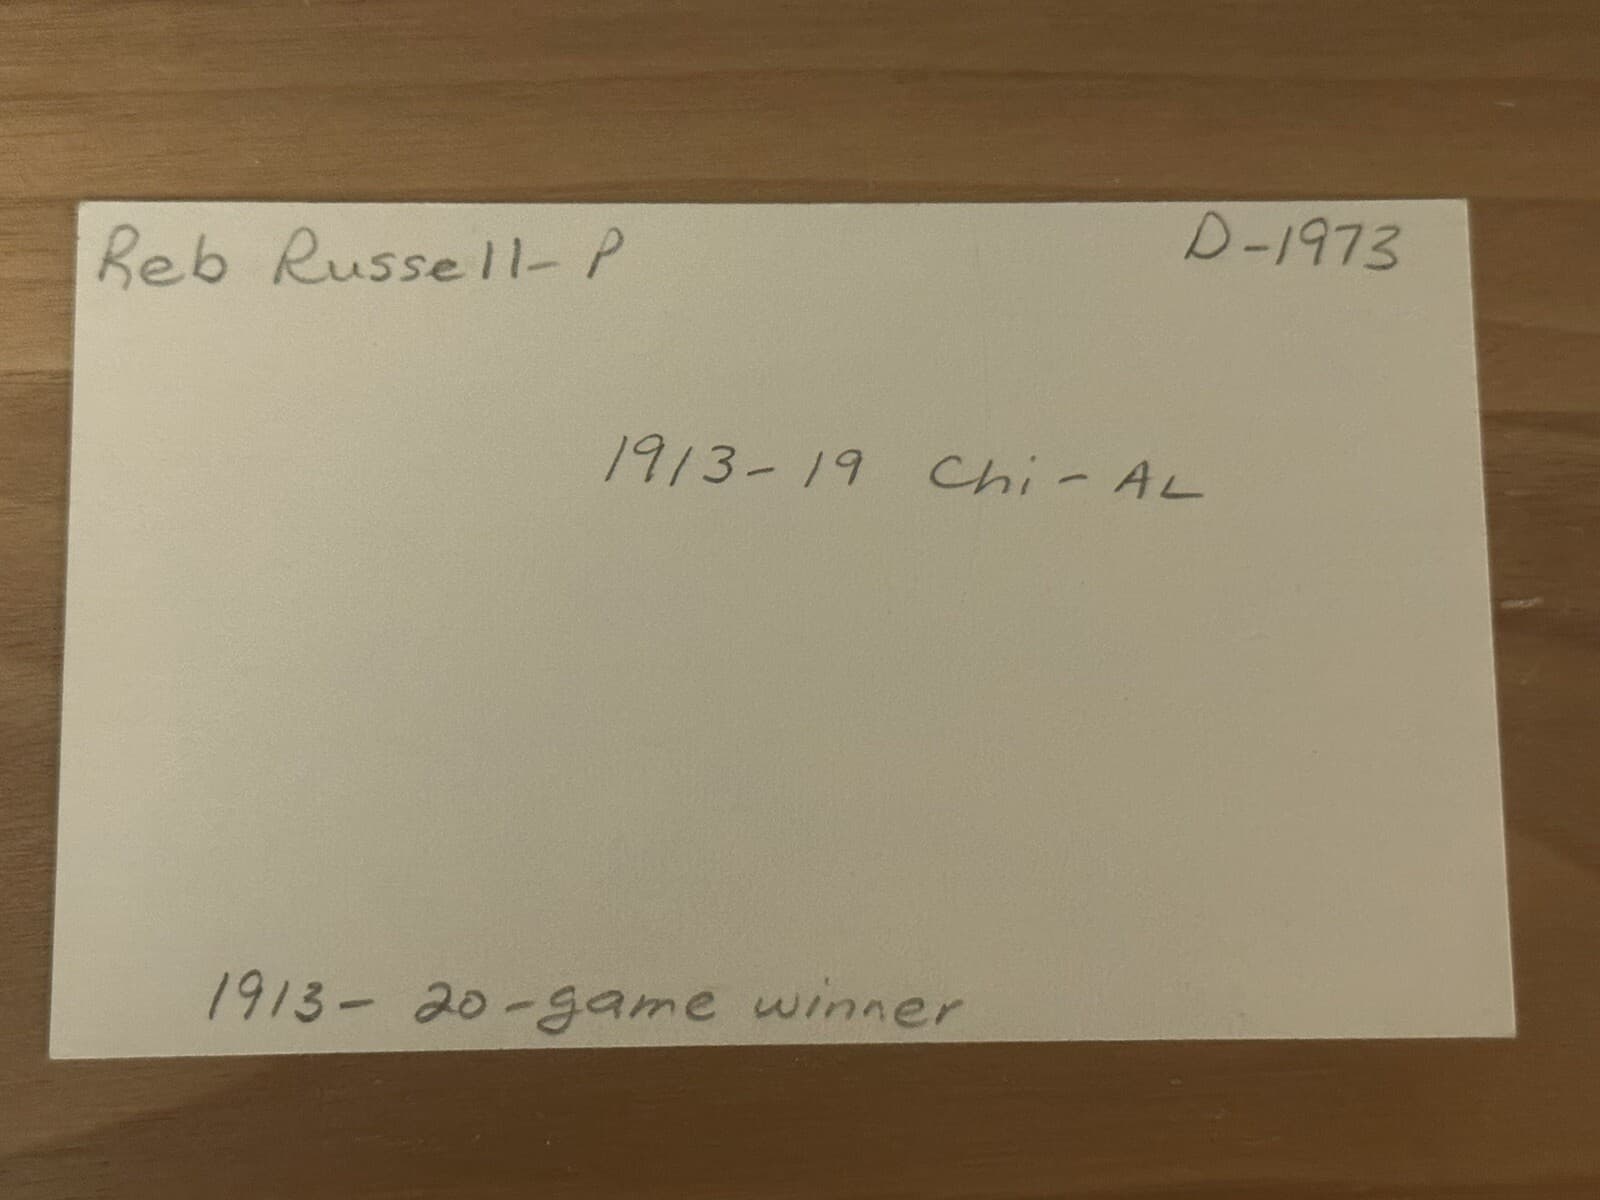 Reb Russell-P D-1973
1913-19 Chi-AL
1913- 20-game winner